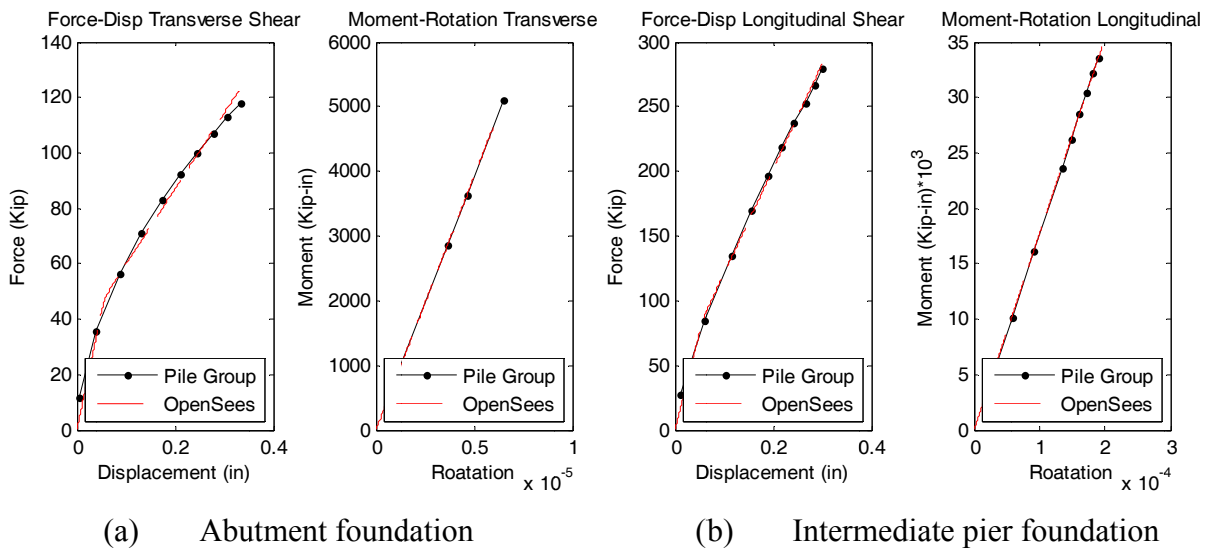 Force-Disp Transverse Shear
140
120
100
80
60
40
20
0
Force (Kip)
Pile Group
OpenSees
0 0.2 0.4
Displacement (in)
Moment-Rotation Transverse
6000
5000
4000
3000
2000
1000
0
Moment (Kip-in)
Pile Group
OpenSees
0 0.5 1
Roatation
x 10-5
(a) Abutment foundation
Force-Disp Longitudinal Shear
300
250
200
150
100
50
0
Force (Kip)
Pile Group
OpenSees
0 0.2 0.4
Displacement (in)
Moment-Rotation Longitudinal
35
30
25
20
15
10
5
0
Moment (Kip-in)*10^3
Pile Group
OpenSees
0 1 2 3
Roatation
x 10-4
(b) Intermediate pier foundation